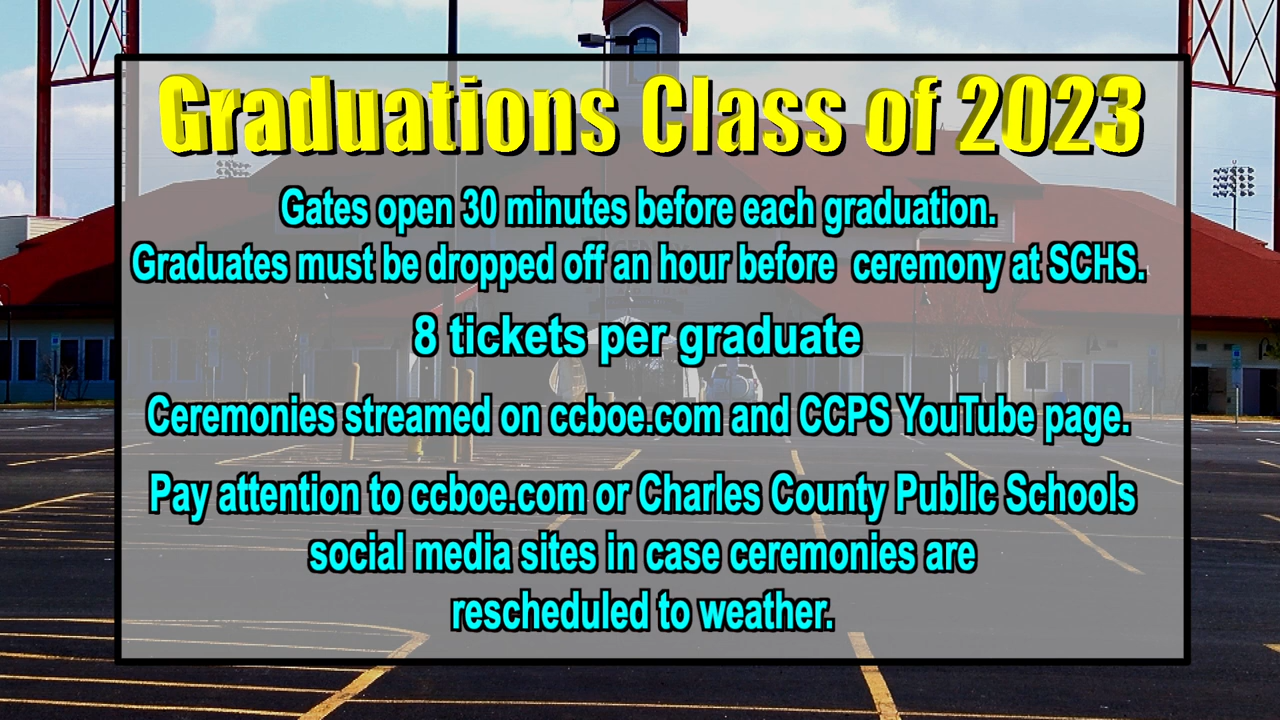 Graduations Class of 2023
Gates open 30 minutes before each graduation.
Graduates must be dropped off an hour before ceremony at SCHS.
8 tickets per graduate
Ceremonies streamed on ccboe.com and CCPS YouTube page.
Pay attention to ccboe.com or Charles County Public Schools
social media sites in case ceremonies are
rescheduled to weather.